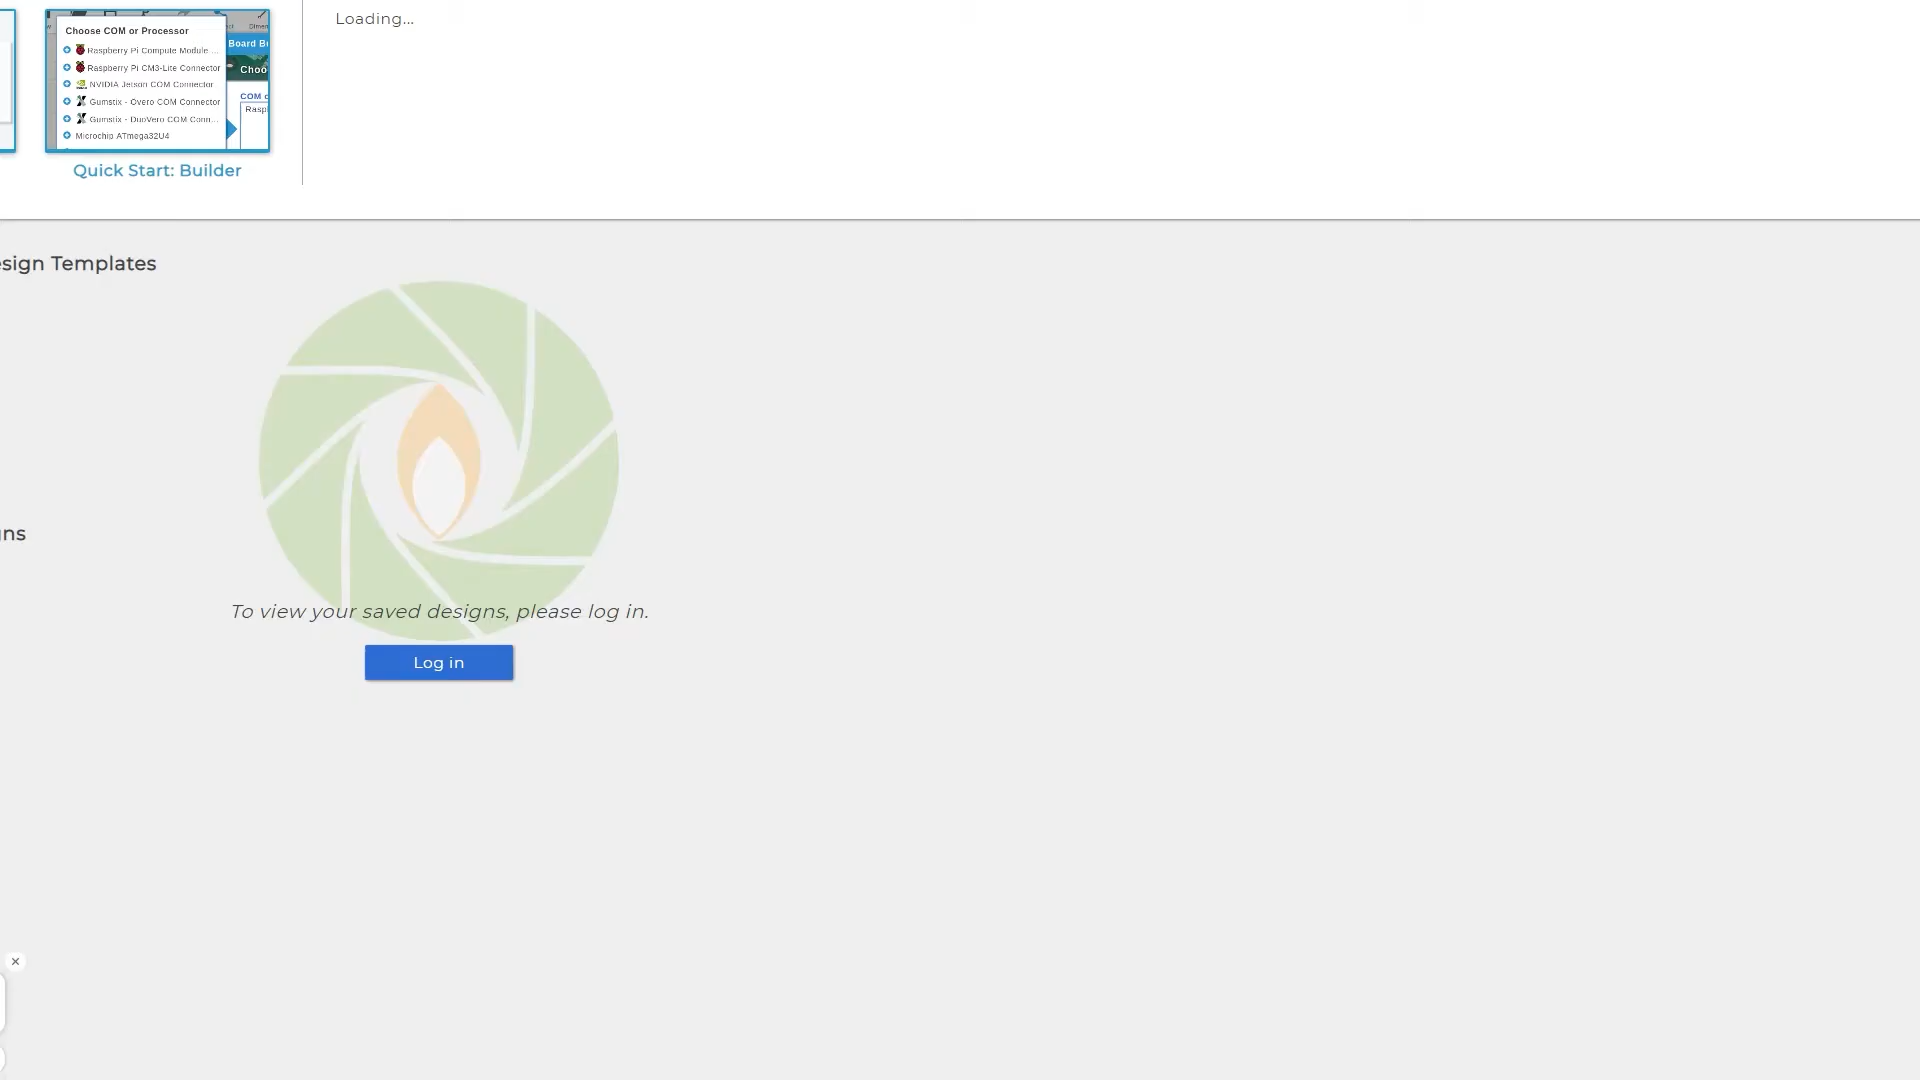 Loading...
Choose COM or Processor
Raspberry Pi Compute Module ...
Raspberry Pi CM3-Lite Connector
NVIDIA Jetson COM Connector
Gumstix - Overo COM Connector
Gumstix - DuoVero COM Conn...
Microchip ATmega32U4
Board Bu
Choo
COM o
Raspl
Quick Start: Builder
esign Templates
gns
To view your saved designs, please log in.
Log in
×